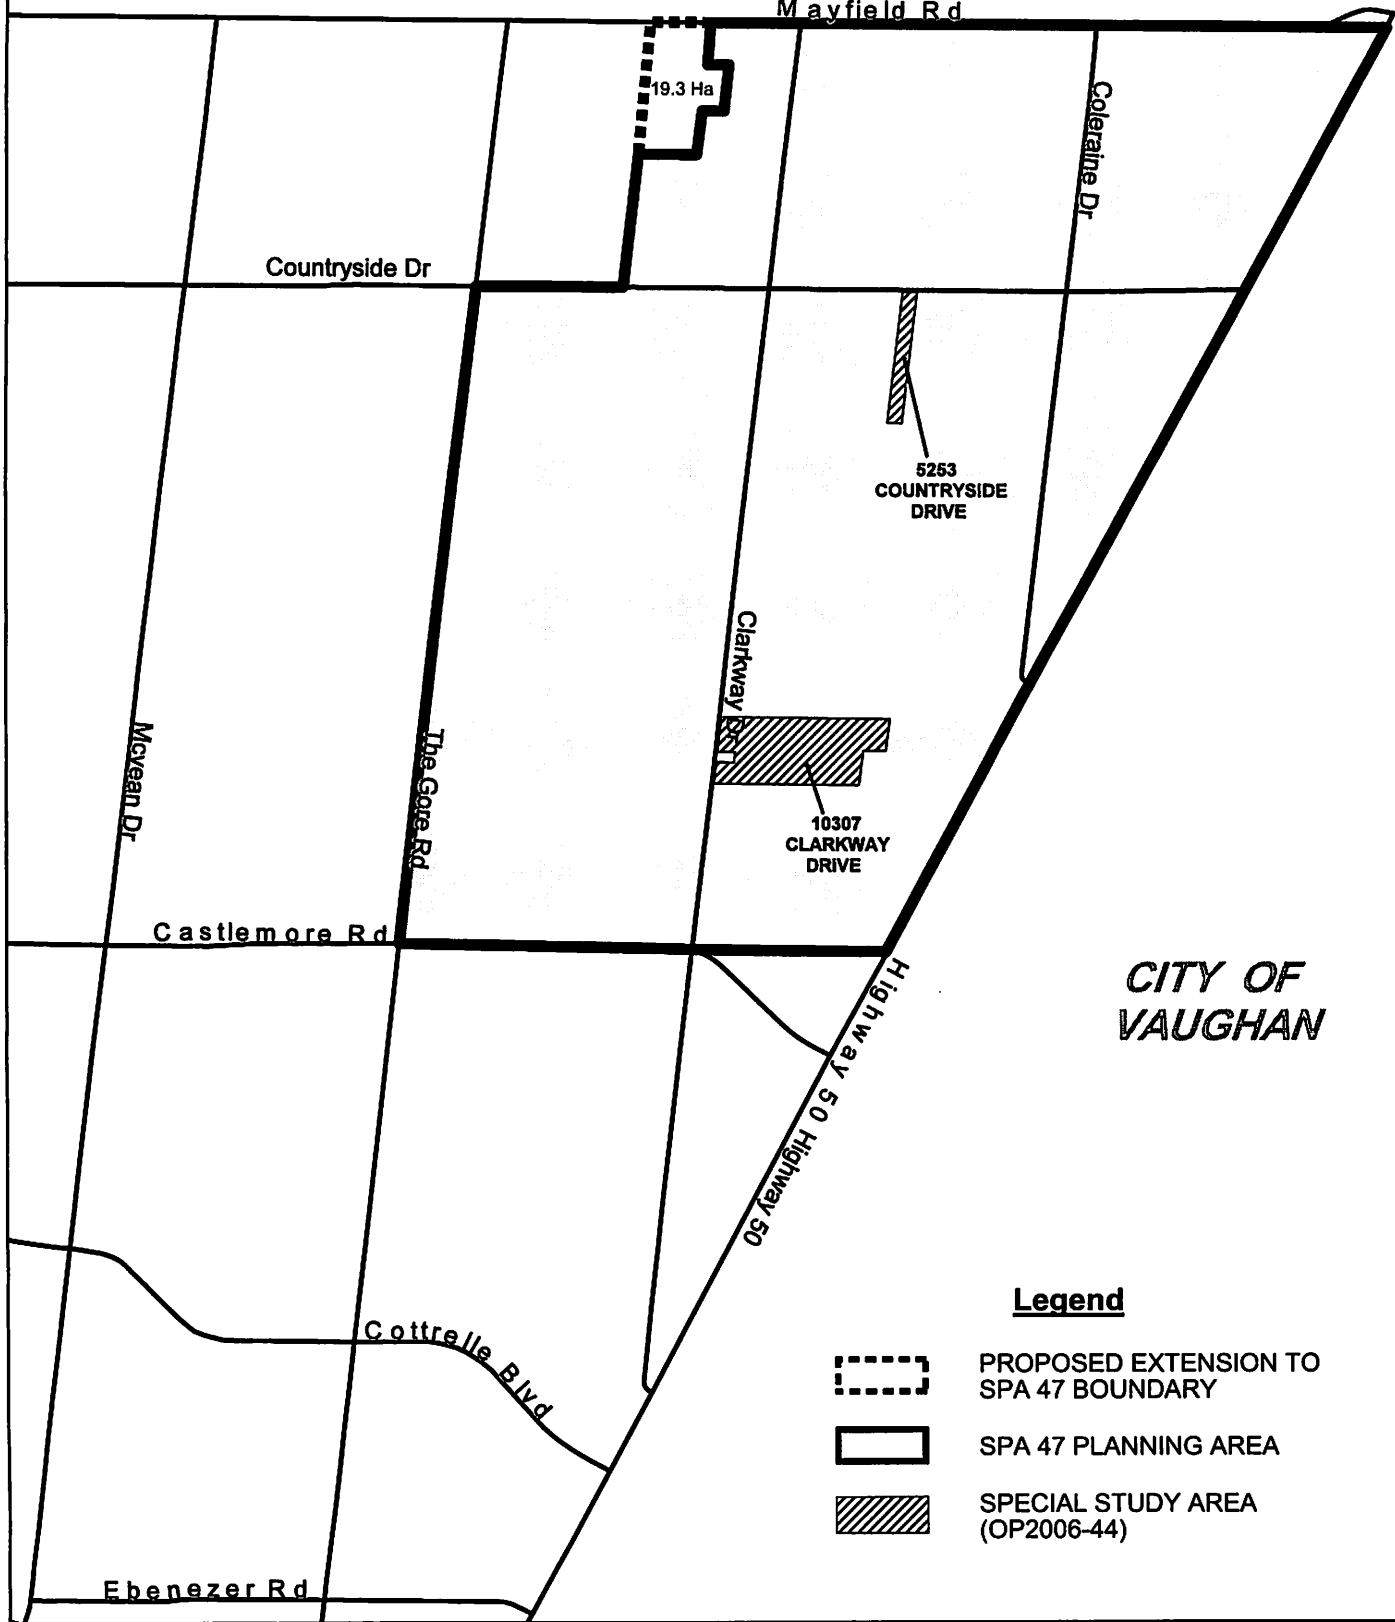 Mayfield Rd
19.3 Ha
Coleraine Dr
Countryside Dr
5253
COUNTRYSIDE
DRIVE
Clarkway Dr
Mcvean Dr
The Gore Rd
10307
CLARKWAY
DRIVE
Castlemore Rd
Highway 50
CITY OF
VAUGHAN
Highway 50
Legend
Cottrelle Blvd
PROPOSED EXTENSION TO
SPA 47 BOUNDARY
SPA 47 PLANNING AREA
SPECIAL STUDY AREA
(OP2006-44)
Ebenezer Rd